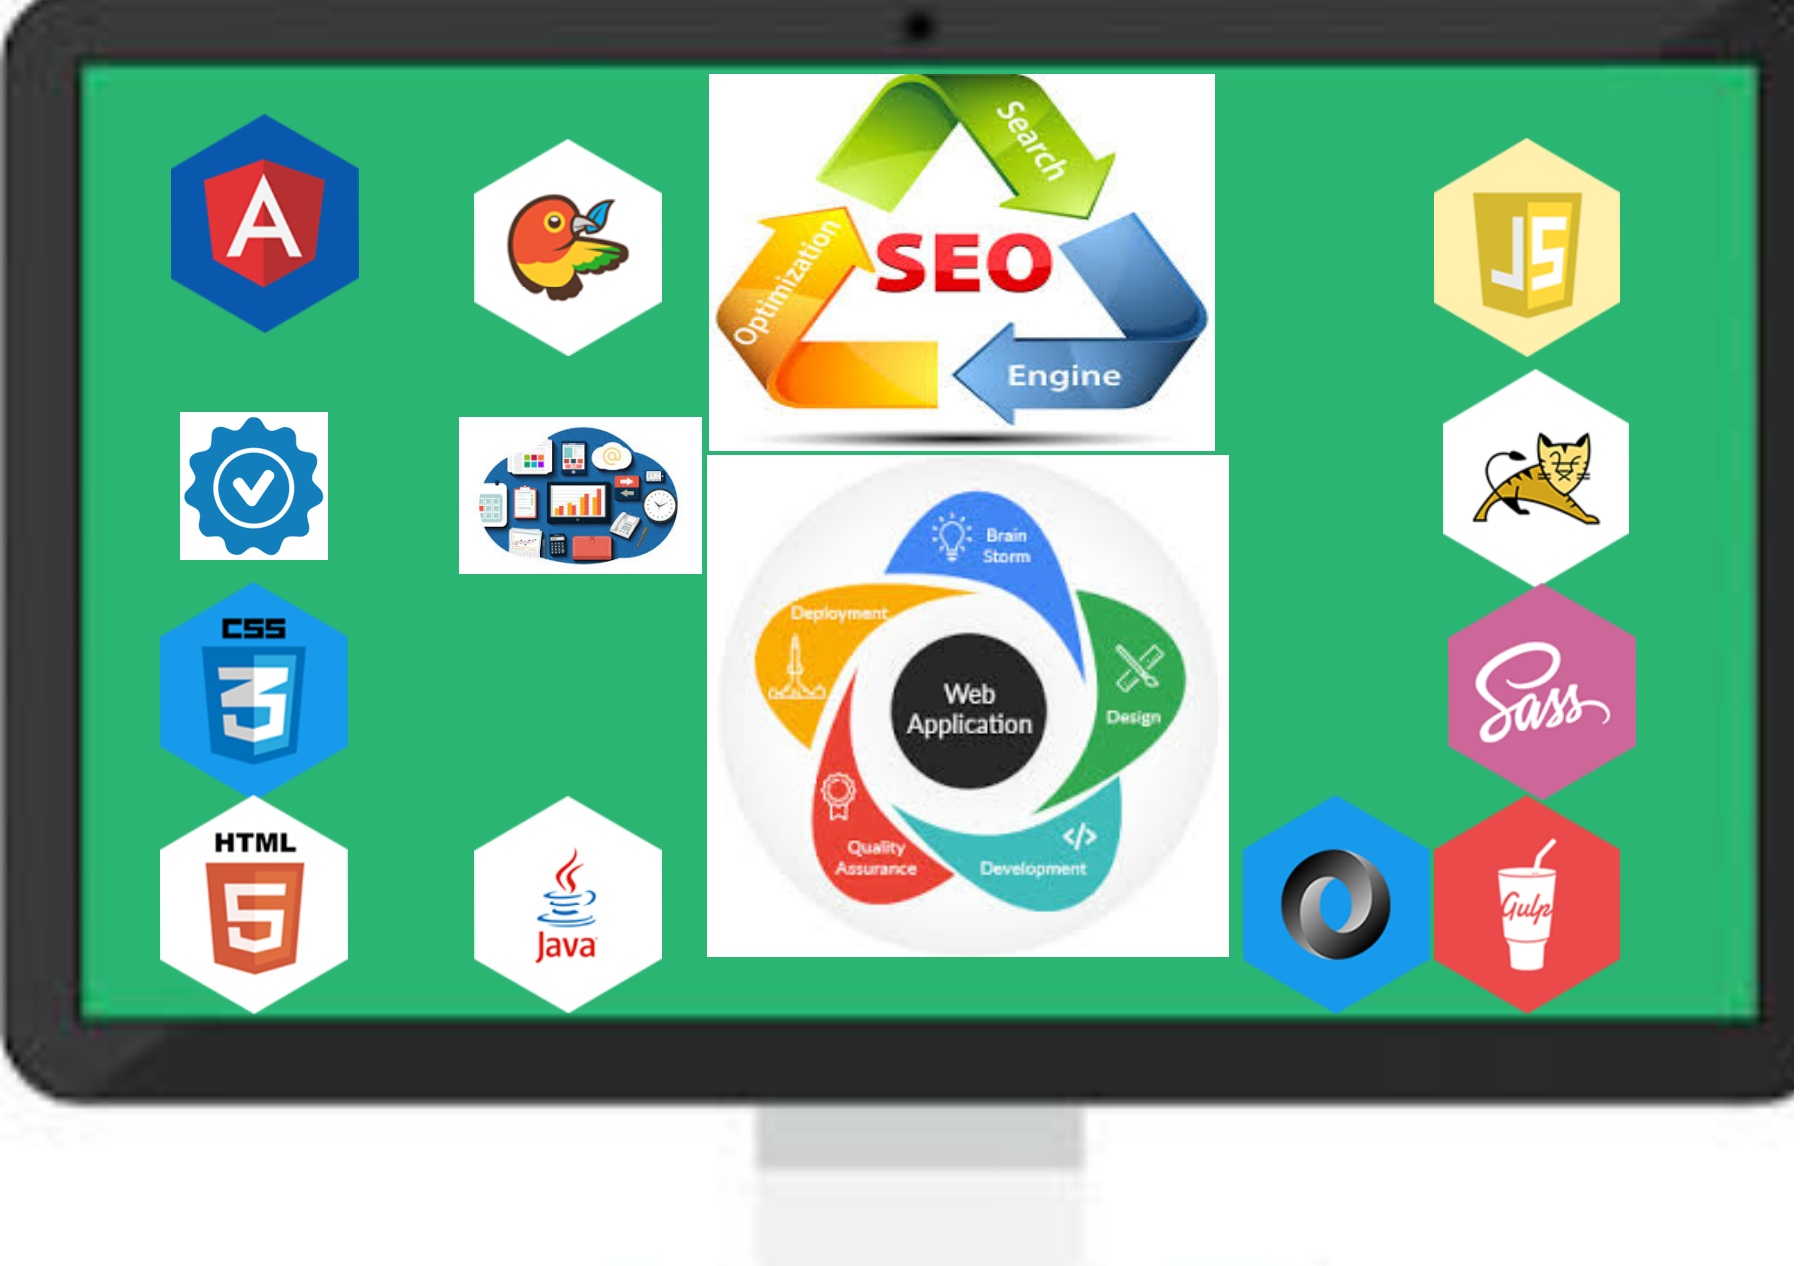 A
Search
SEO
Optimization
Engine
JS
@
Brain
Storm
Deployment
CSS
3
Web
Application
Design
Sass
</>
Quality
Assurance
Development
HTML
5
Java
Gulp